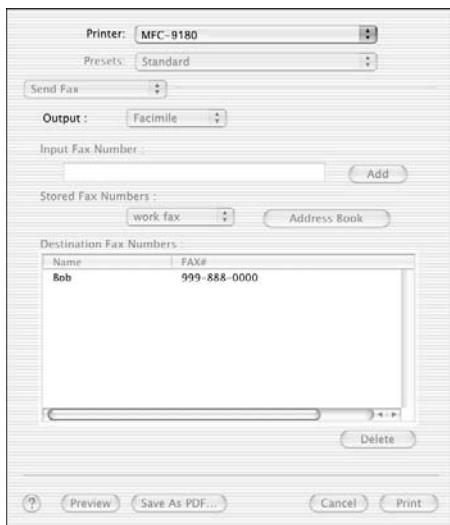 Printer: MFC-9180
Presets: Standard
Send Fax
Output : Facimile
Input Fax Number :
Add
Stored Fax Numbers :
work fax Address Book
Destination Fax Numbers :
Name FAX#
Bob 999-888-0000
Delete
? Preview Save As PDF... Cancel Print